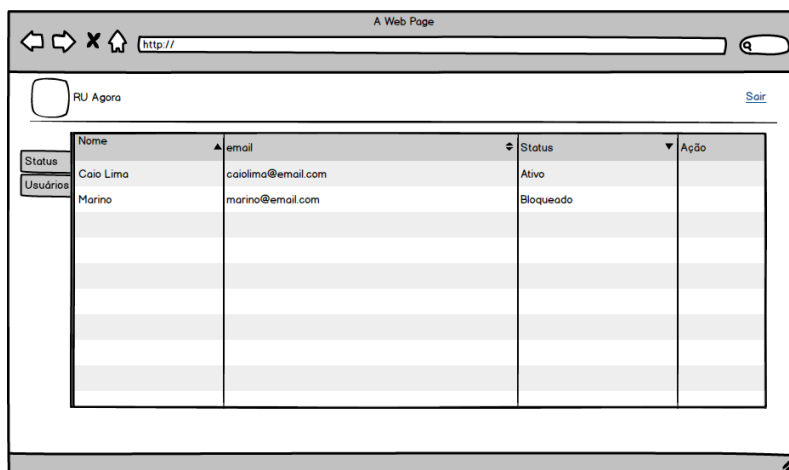 A Web Page
http://
RU Agora
Sair
Status
Usuários
Nome email Status Ação
Caio Lima caiolima@email.com Ativo
Marino marino@email.com Bloqueado